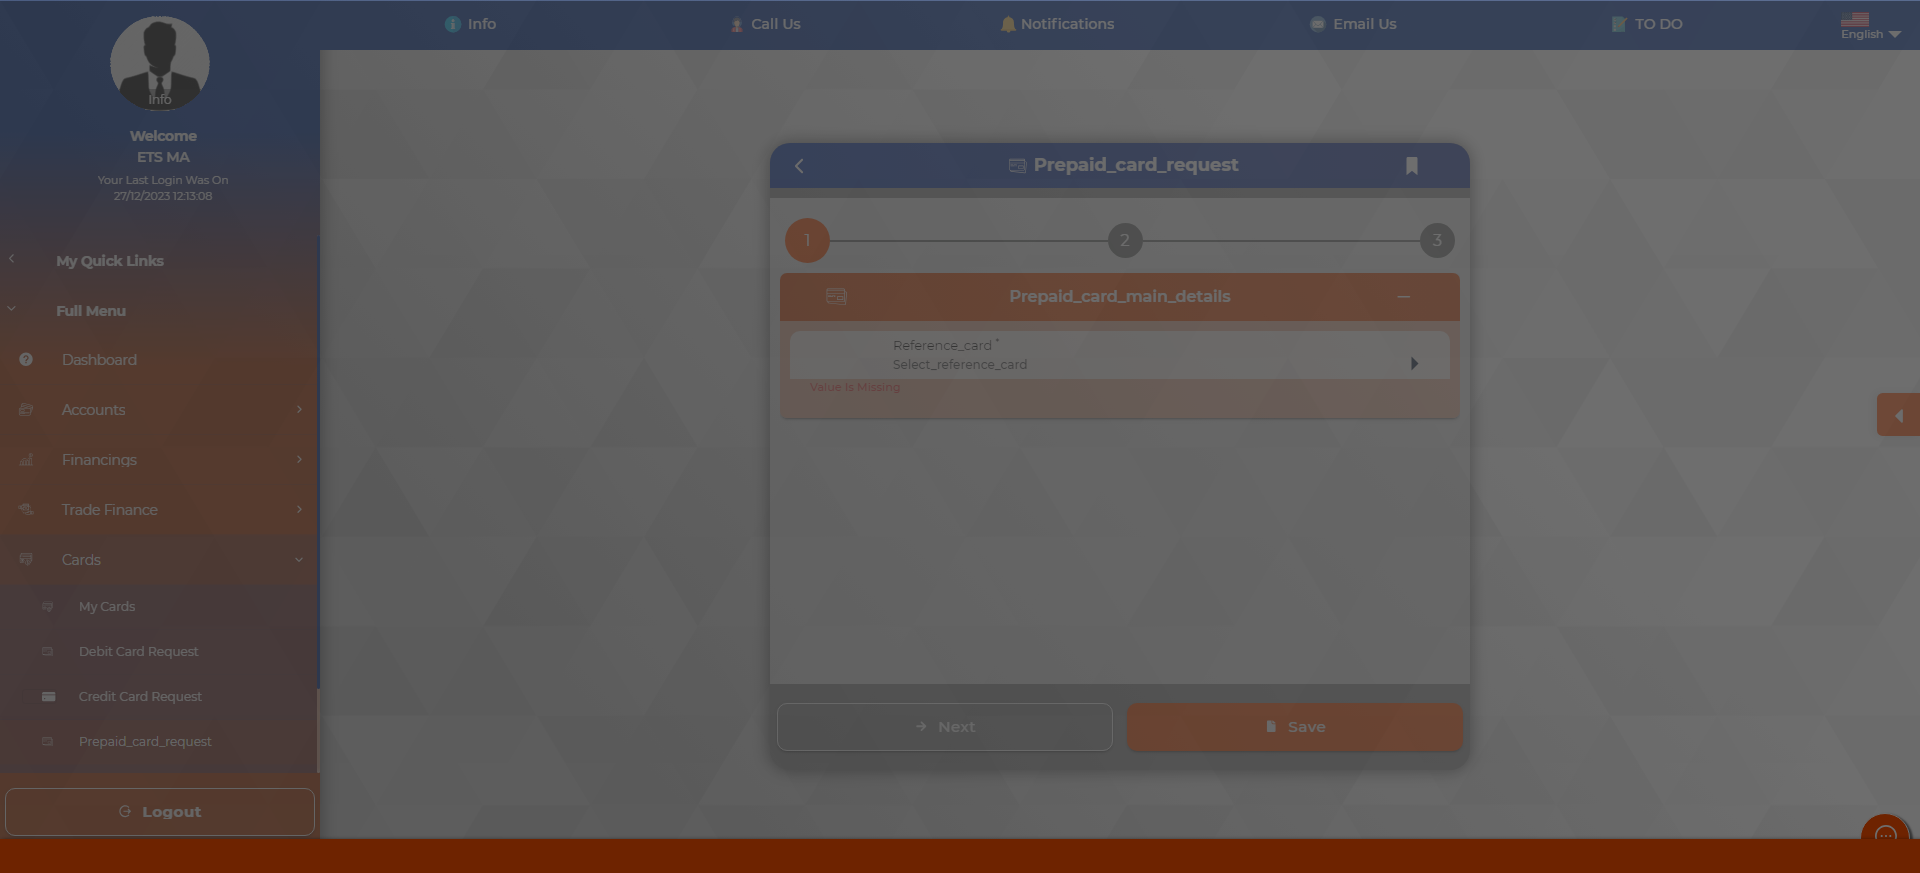 Info
Call Us
Notifications
Email Us
TO DO
English
Info
Welcome
ETS MA
Your Last Login Was On
27/12/2023 12:13:08
My Quick Links
Full Menu
Dashboard
Accounts
Financings
Trade Finance
Cards
My Cards
Debit Card Request
Credit Card Request
Prepaid_card_request
Logout
Prepaid_card_request
1
2
3
Prepaid_card_main_details
Reference_card *
Select_reference_card
Value Is Missing
Next
Save